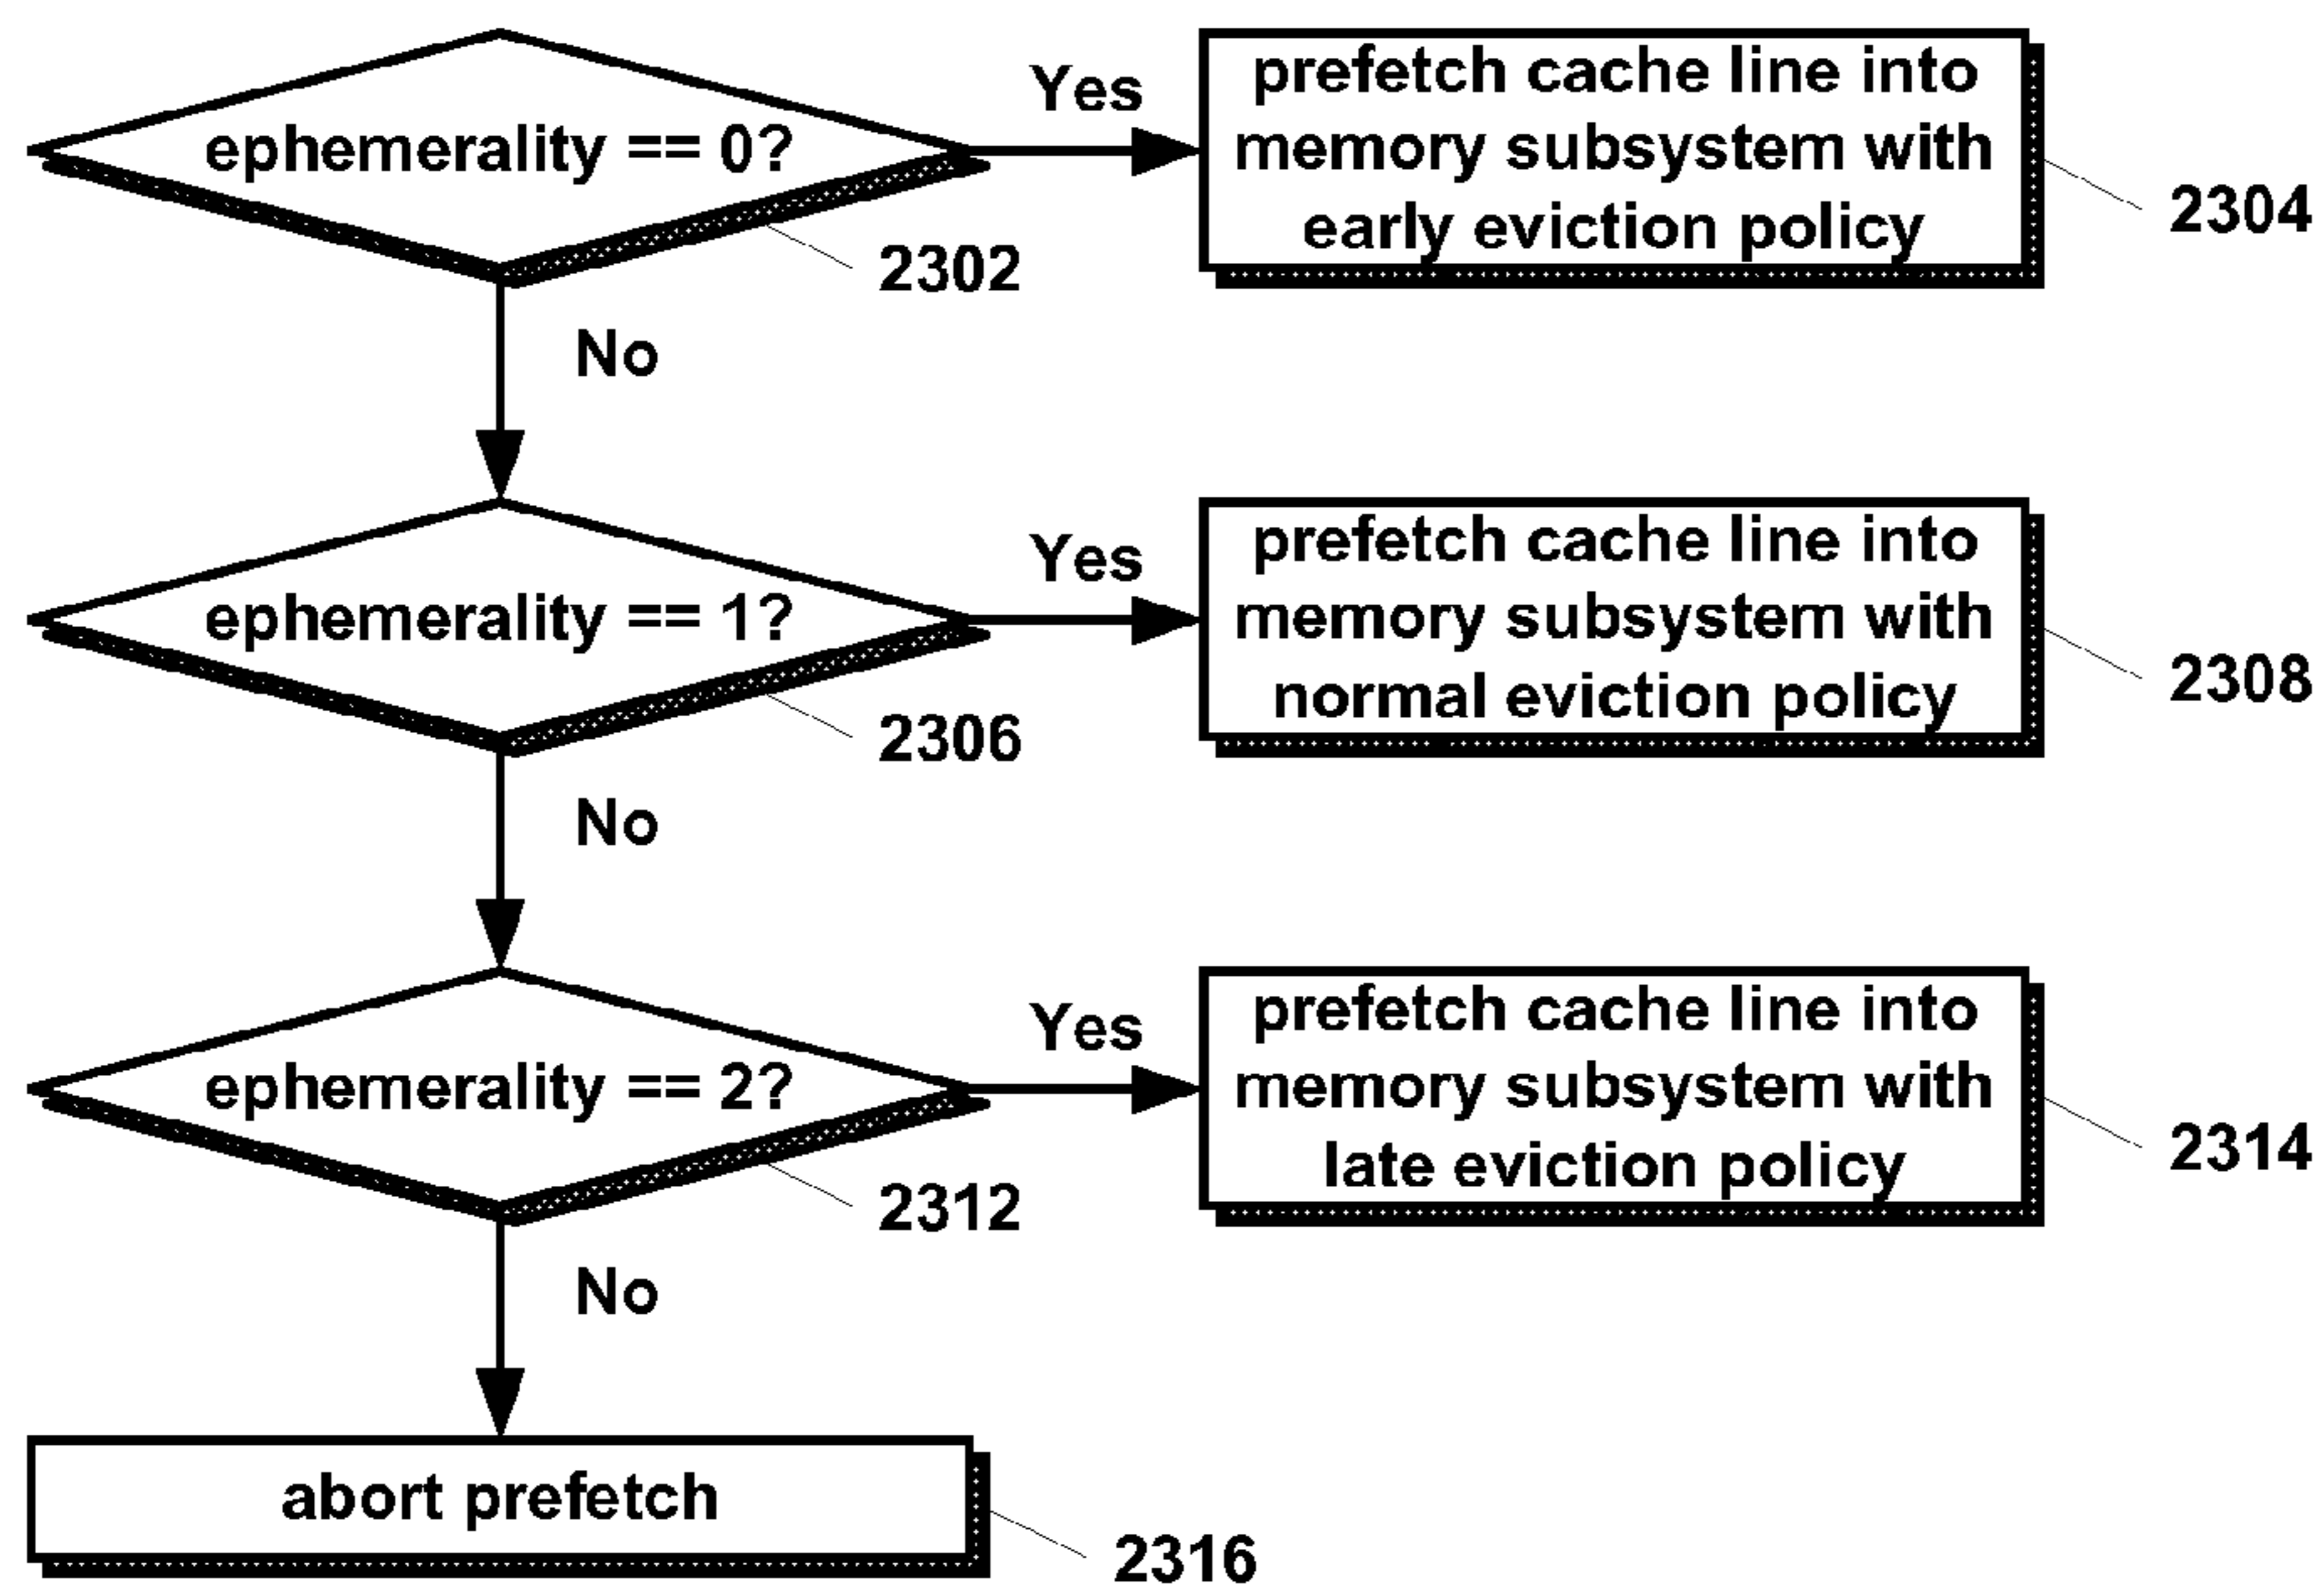 ephemerality == 0?
Yes
prefetch cache line into
memory subsystem with
early eviction policy
2304
2302
No
ephemerality == 1?
Yes
prefetch cache line into
memory subsystem with
normal eviction policy
2308
2306
No
ephemerality == 2?
Yes
prefetch cache line into
memory subsystem with
late eviction policy
2314
2312
No
abort prefetch
2316